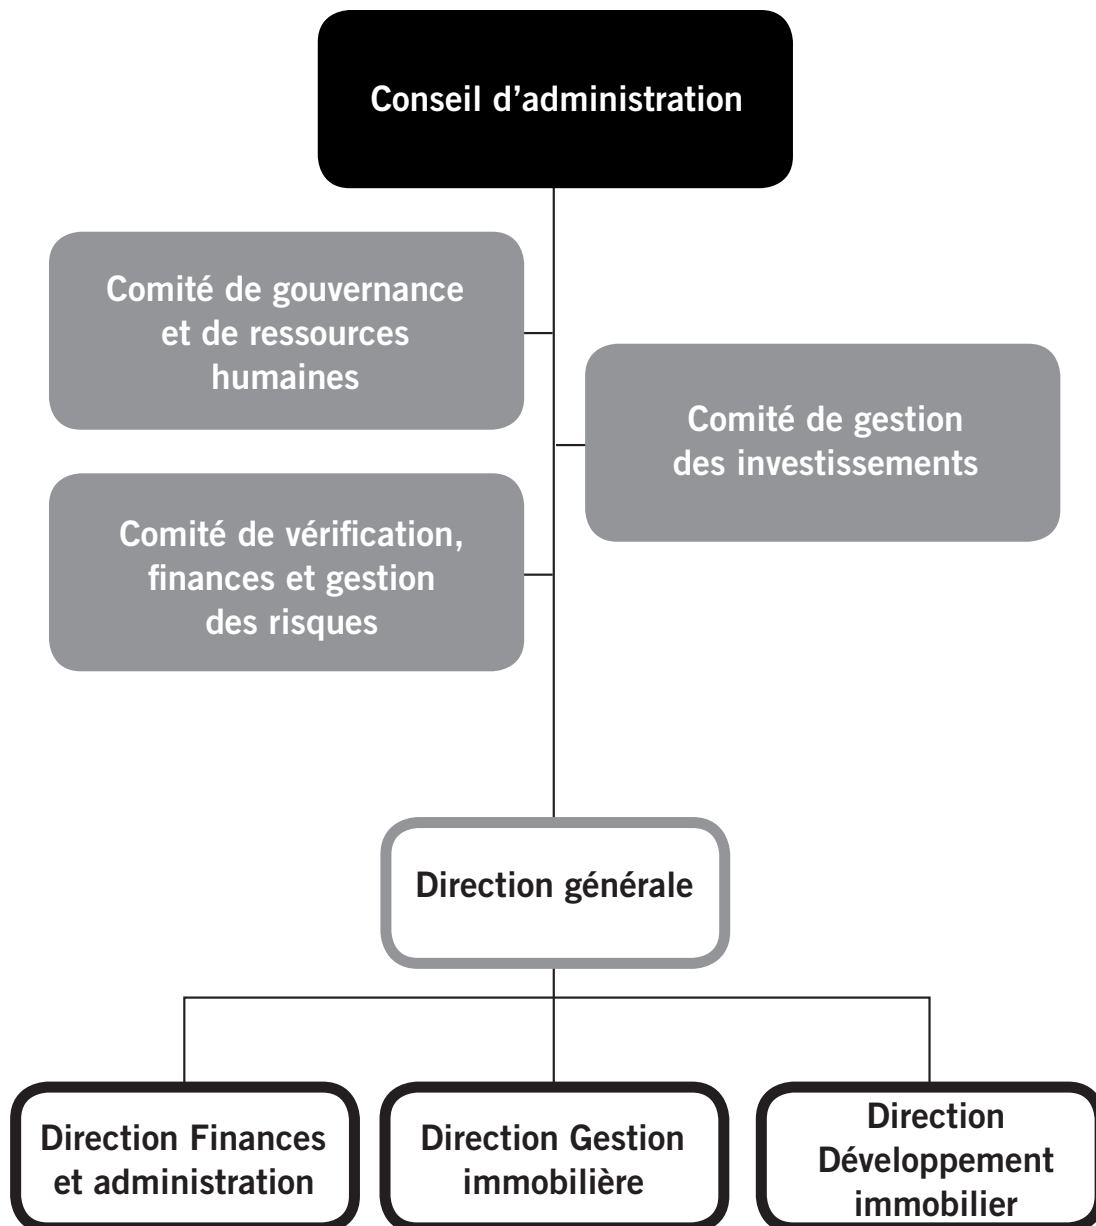 Conseil d'administration
Comité de gouvernance
et de ressources
humaines
Comité de gestion
des investissements
Comité de vérification,
finances et gestion
des risques
Direction générale
Direction Finances
et administration
Direction Gestion
immobilière
Direction
Développement
immobilier